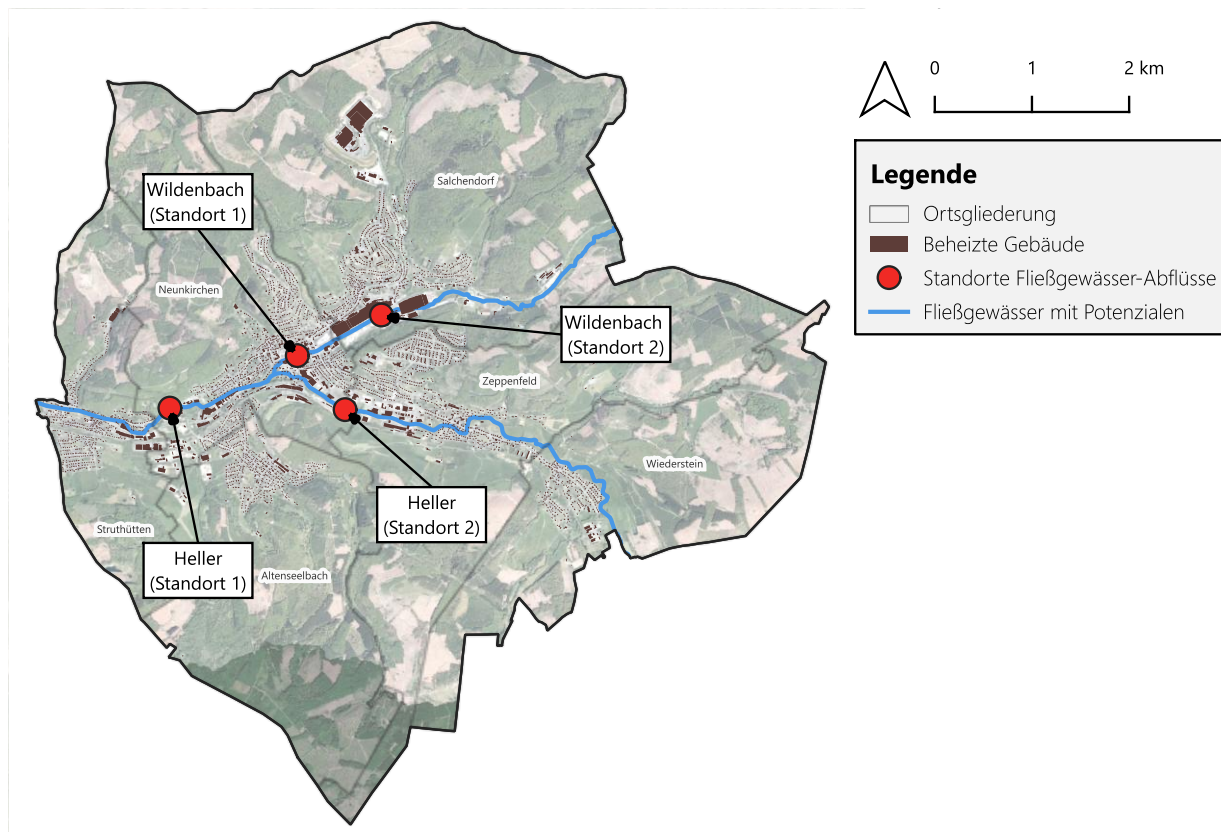 0 1 2 km
Legende
Ortsgliederung
Beheizte Gebäude
Standorte Fließgewässer-Abflüsse
Fließgewässer mit Potenzialen
Salchendorf
Wildenbach
(Standort 1)
Neunkirchen
Wildenbach
(Standort 2)
Zeppenfeld
Wiederstein
Heller
(Standort 2)
Struthütten
Heller
(Standort 1)
Altenseelbach